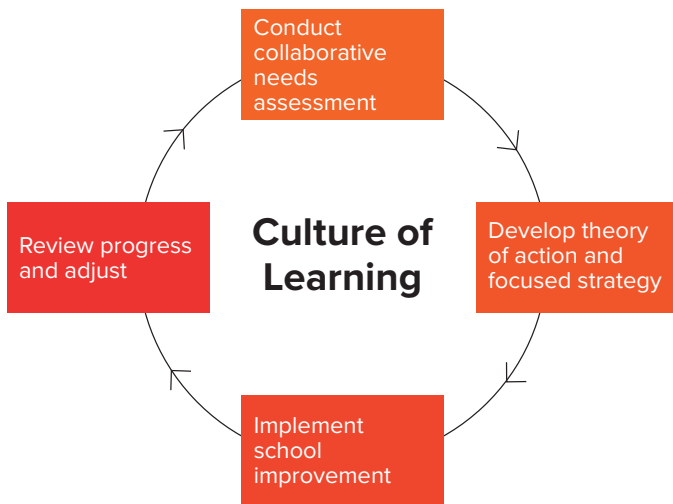 Conduct
collaborative
needs
assessment
Develop theory
of action and
focused strategy
Implement
school
improvement
Review progress
and adjust
Culture of
Learning